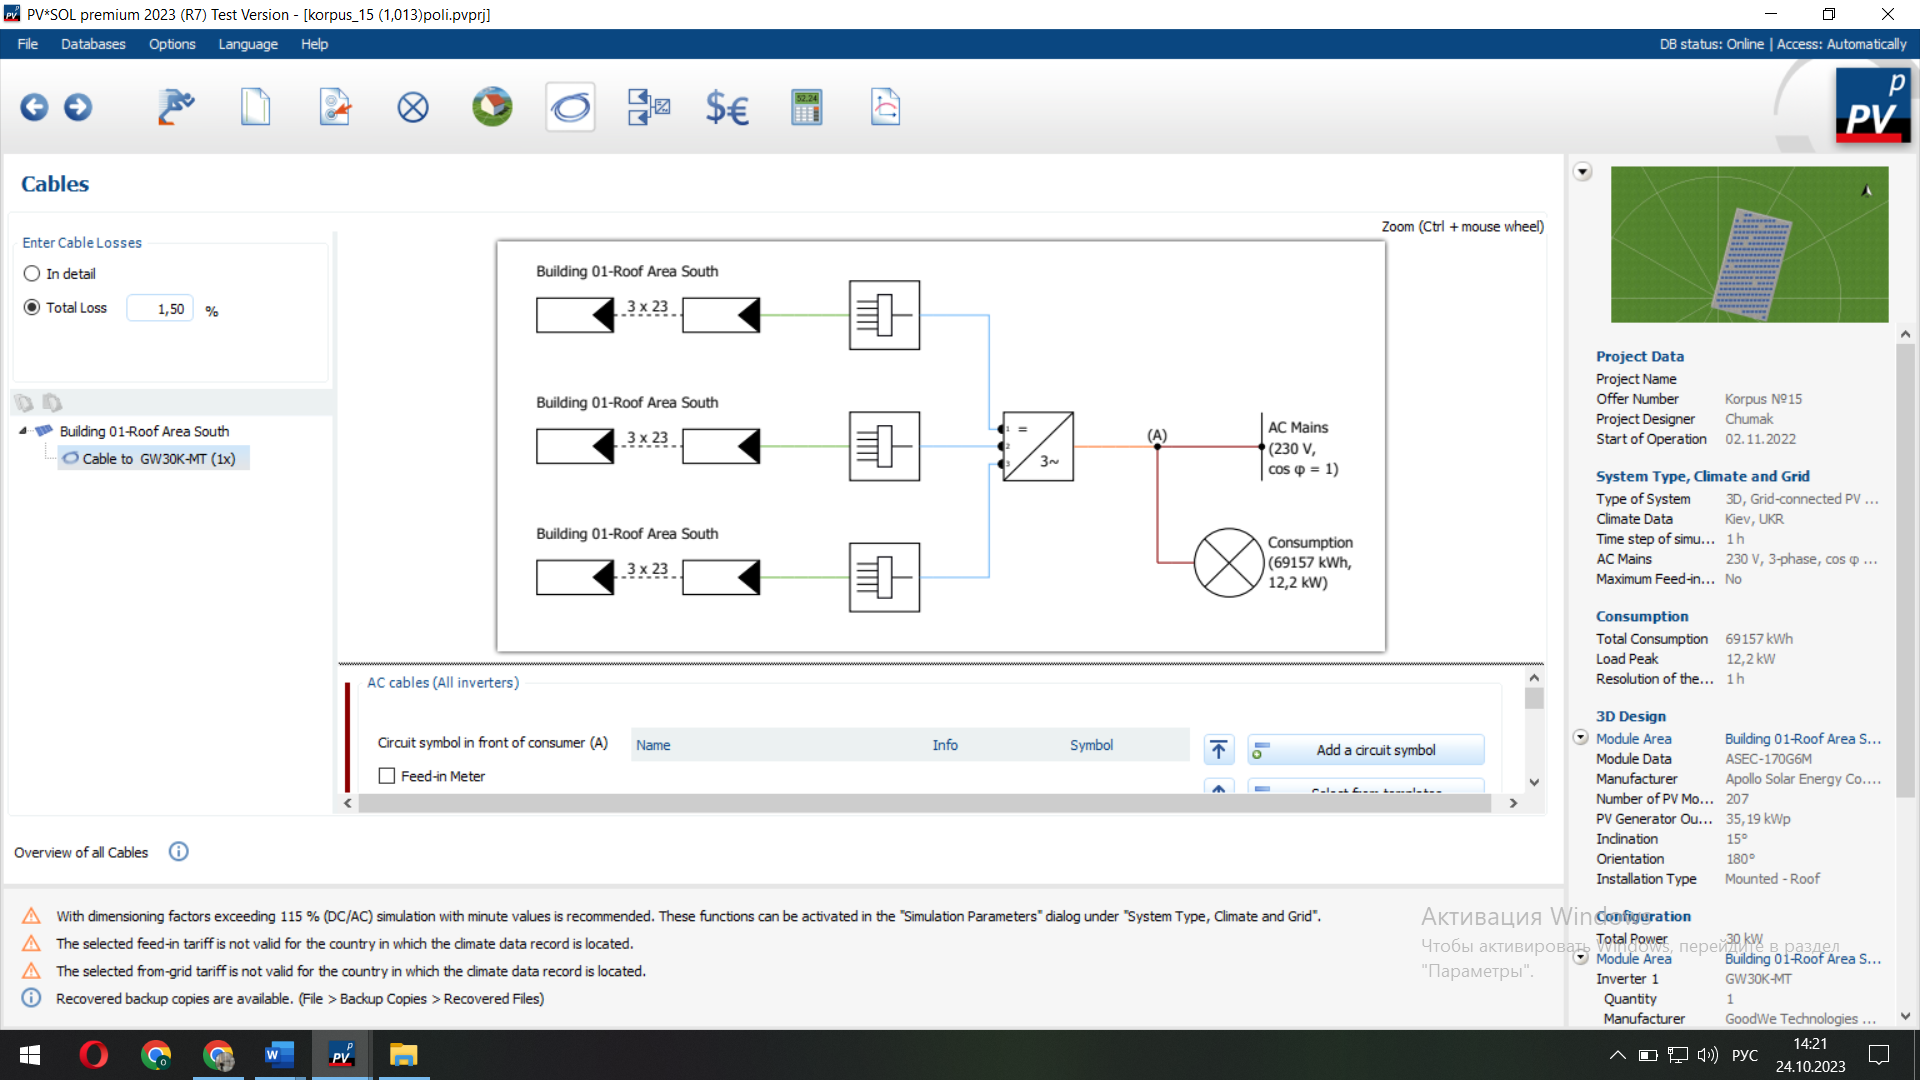 PV*SOL premium 2023 (R7) Test Version - [korpus_15 (1,013)poli.pvprj]
File Databases Options Language Help
DB status: Online | Access: Automatically
$€
52,24
p
PV
Cables
Zoom (Ctrl + mouse wheel)
Enter Cable Losses
In detail
Total Loss 1,50 %
Building 01-Roof Area South
Cable to GW30K-MT (1x)
Building 01-Roof Area South
3 x 23
Building 01-Roof Area South
3 x 23
Building 01-Roof Area South
3 x 23
1 =
2
3
3~
(A)
AC Mains
(230 V,
cos φ = 1)
Consumption
(69157 kWh,
12,2 kW)
AC cables (All inverters)
Circuit symbol in front of consumer (A)
Name Info Symbol
Add a circuit symbol
Feed-in Meter
Select from templates
Overview of all Cables
With dimensioning factors exceeding 115 % (DC/AC) simulation with minute values is recommended. These functions can be activated in the "Simulation Parameters" dialog under "System Type, Climate and Grid".
The selected feed-in tariff is not valid for the country in which the climate data record is located.
The selected from-grid tariff is not valid for the country in which the climate data record is located.
Recovered backup copies are available. (File > Backup Copies > Recovered Files)
Project Data
Project Name
Offer Number Korpus №15
Project Designer Chumak
Start of Operation 02.11.2022
System Type, Climate and Grid
Type of System 3D, Grid-connected PV ...
Climate Data Kiev, UKR
Time step of simu... 1 h
AC Mains 230 V, 3-phase, cos φ ...
Maximum Feed-in... No
Consumption
Total Consumption 69157 kWh
Load Peak 12,2 kW
Resolution of the... 1 h
3D Design
Module Area Building 01-Roof Area S...
Module Data ASEC-170G6M
Manufacturer Apollo Solar Energy Co....
Number of PV Mo... 207
PV Generator Ou... 35,19 kWp
Inclination 15°
Orientation 180°
Installation Type Mounted - Roof
Configuration
Total Power 30 kW
Module Area Building 01-Roof Area S...
Inverter 1 GW30K-MT
Quantity 1
Manufacturer GoodWe Technologies ...
Активация Windows
Чтобы активировать Windows, перейдите в раздел
"Параметры".
РУС
14:21
24.10.2023